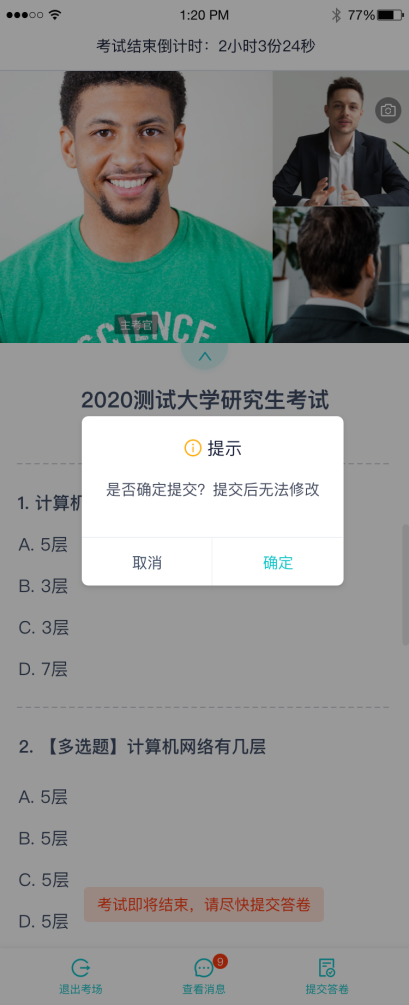 1:20 PM
77%
考试结束倒计时：2小时3份24秒
SCIENCE
主考官
2020测试大学研究生考试
提示
是否确定提交？提交后无法修改
取消
确定
1. 计算机
A. 5层
B. 3层
C. 3层
D. 7层
2. 【多选题】计算机网络有几层
A. 5层
B. 5层
C. 5层
D. 5层
考试即将结束，请尽快提交答卷
9
退出考场
查看消息
提交答卷